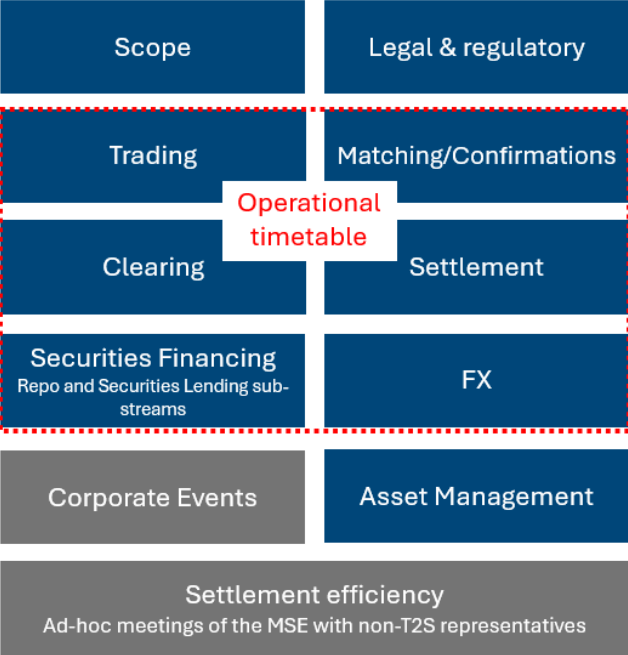 Scope
Legal & regulatory
Trading
Matching/Confirmations
Operational
timetable
Clearing
Settlement
Securities Financing
Repo and Securities Lending sub-
streams
FX
Corporate Events
Asset Management
Settlement efficiency
Ad-hoc meetings of the MSE with non-T2S representatives